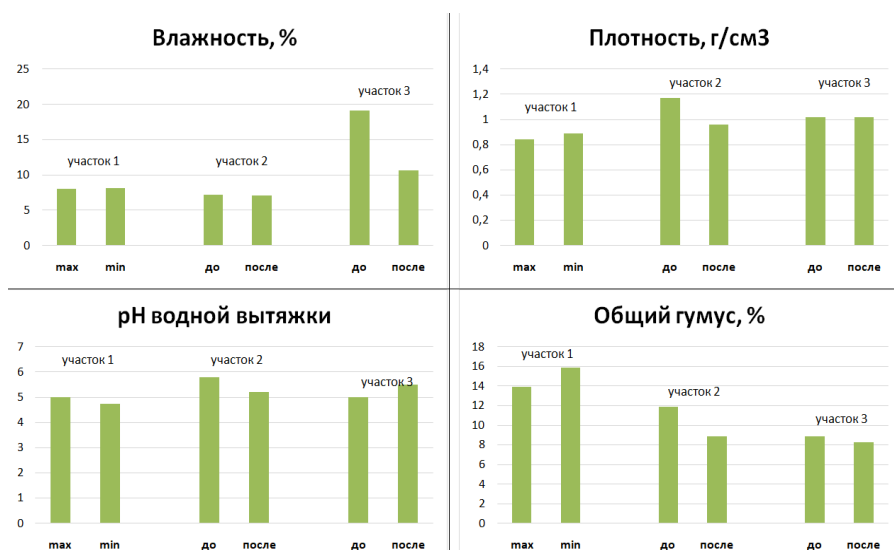 Влажность, %
25
20
15
10
5
0
участок 1
участок 2
участок 3
max min до после до после
Плотность, г/см3
1,4
1,2
1
0,8
0,6
0,4
0,2
0
участок 1
участок 2
участок 3
max min до после до после
pH водной вытяжки
7
6
5
4
3
2
1
0
участок 1
участок 2
участок 3
max min до после до после
Общий гумус, %
18
16
14
12
10
8
6
4
2
0
участок 1
участок 2
участок 3
max min до после до после